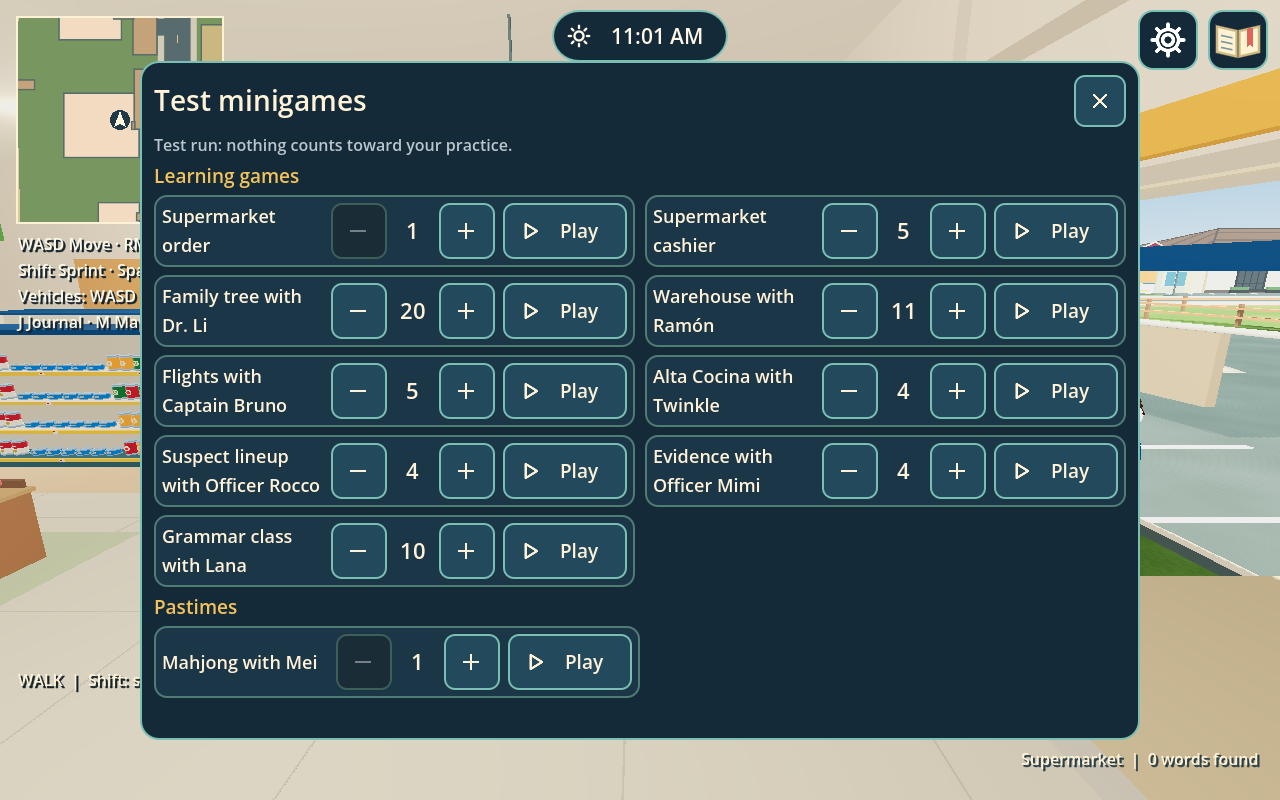 11:01 AM
Test minigames
Test run: nothing counts toward your practice.
Learning games
Supermarket order
1
Play
Supermarket cashier
5
Play
Family tree with Dr. Li
20
Play
Warehouse with Ramón
11
Play
Flights with Captain Bruno
5
Play
Alta Cocina with Twinkle
4
Play
Suspect lineup with Officer Rocco
4
Play
Evidence with Officer Mimi
4
Play
Grammar class with Lana
10
Play
Pastimes
Mahjong with Mei
1
Play
WASD Move ·
Shift Sprint ·
Vehicles: WASD
J Journal · M
WALK | Shift:
Supermarket | 0 words found